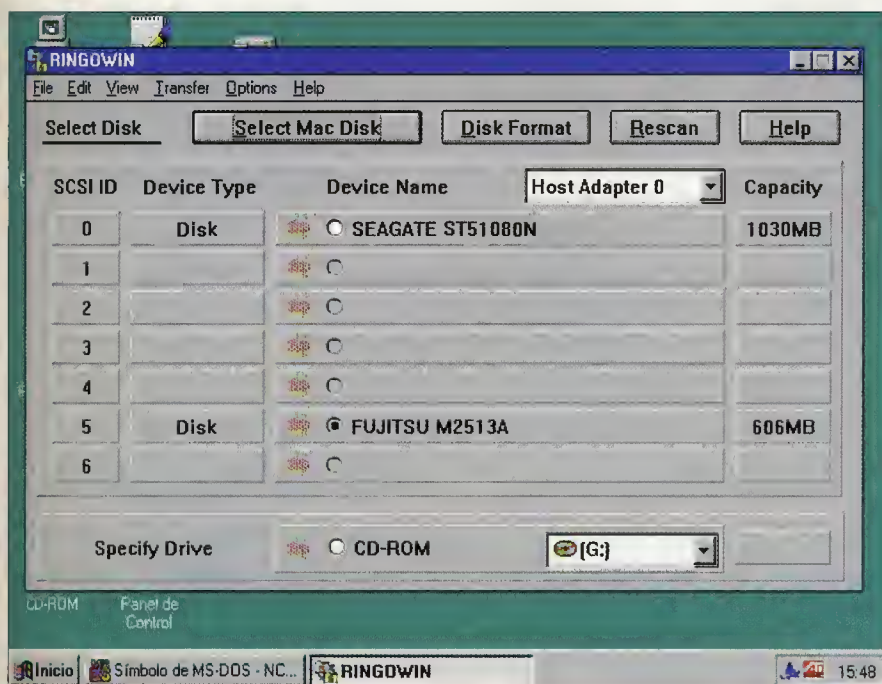 RINGOWIN
File Edit View Transfer Options Help
Select Disk Select Mac Disk Disk Format Rescan Help
SCSI ID Device Type Device Name Host Adapter 0 Capacity
0 Disk SEAGATE ST51080N 1030MB
1
2
3
4
5 Disk FUJITSU M2513A 606MB
6
Specify Drive CD-ROM [G:]
CD-ROM Panel de
Control
Inicio Símbolo de MS-DOS - NC... RINGOWIN 15:48